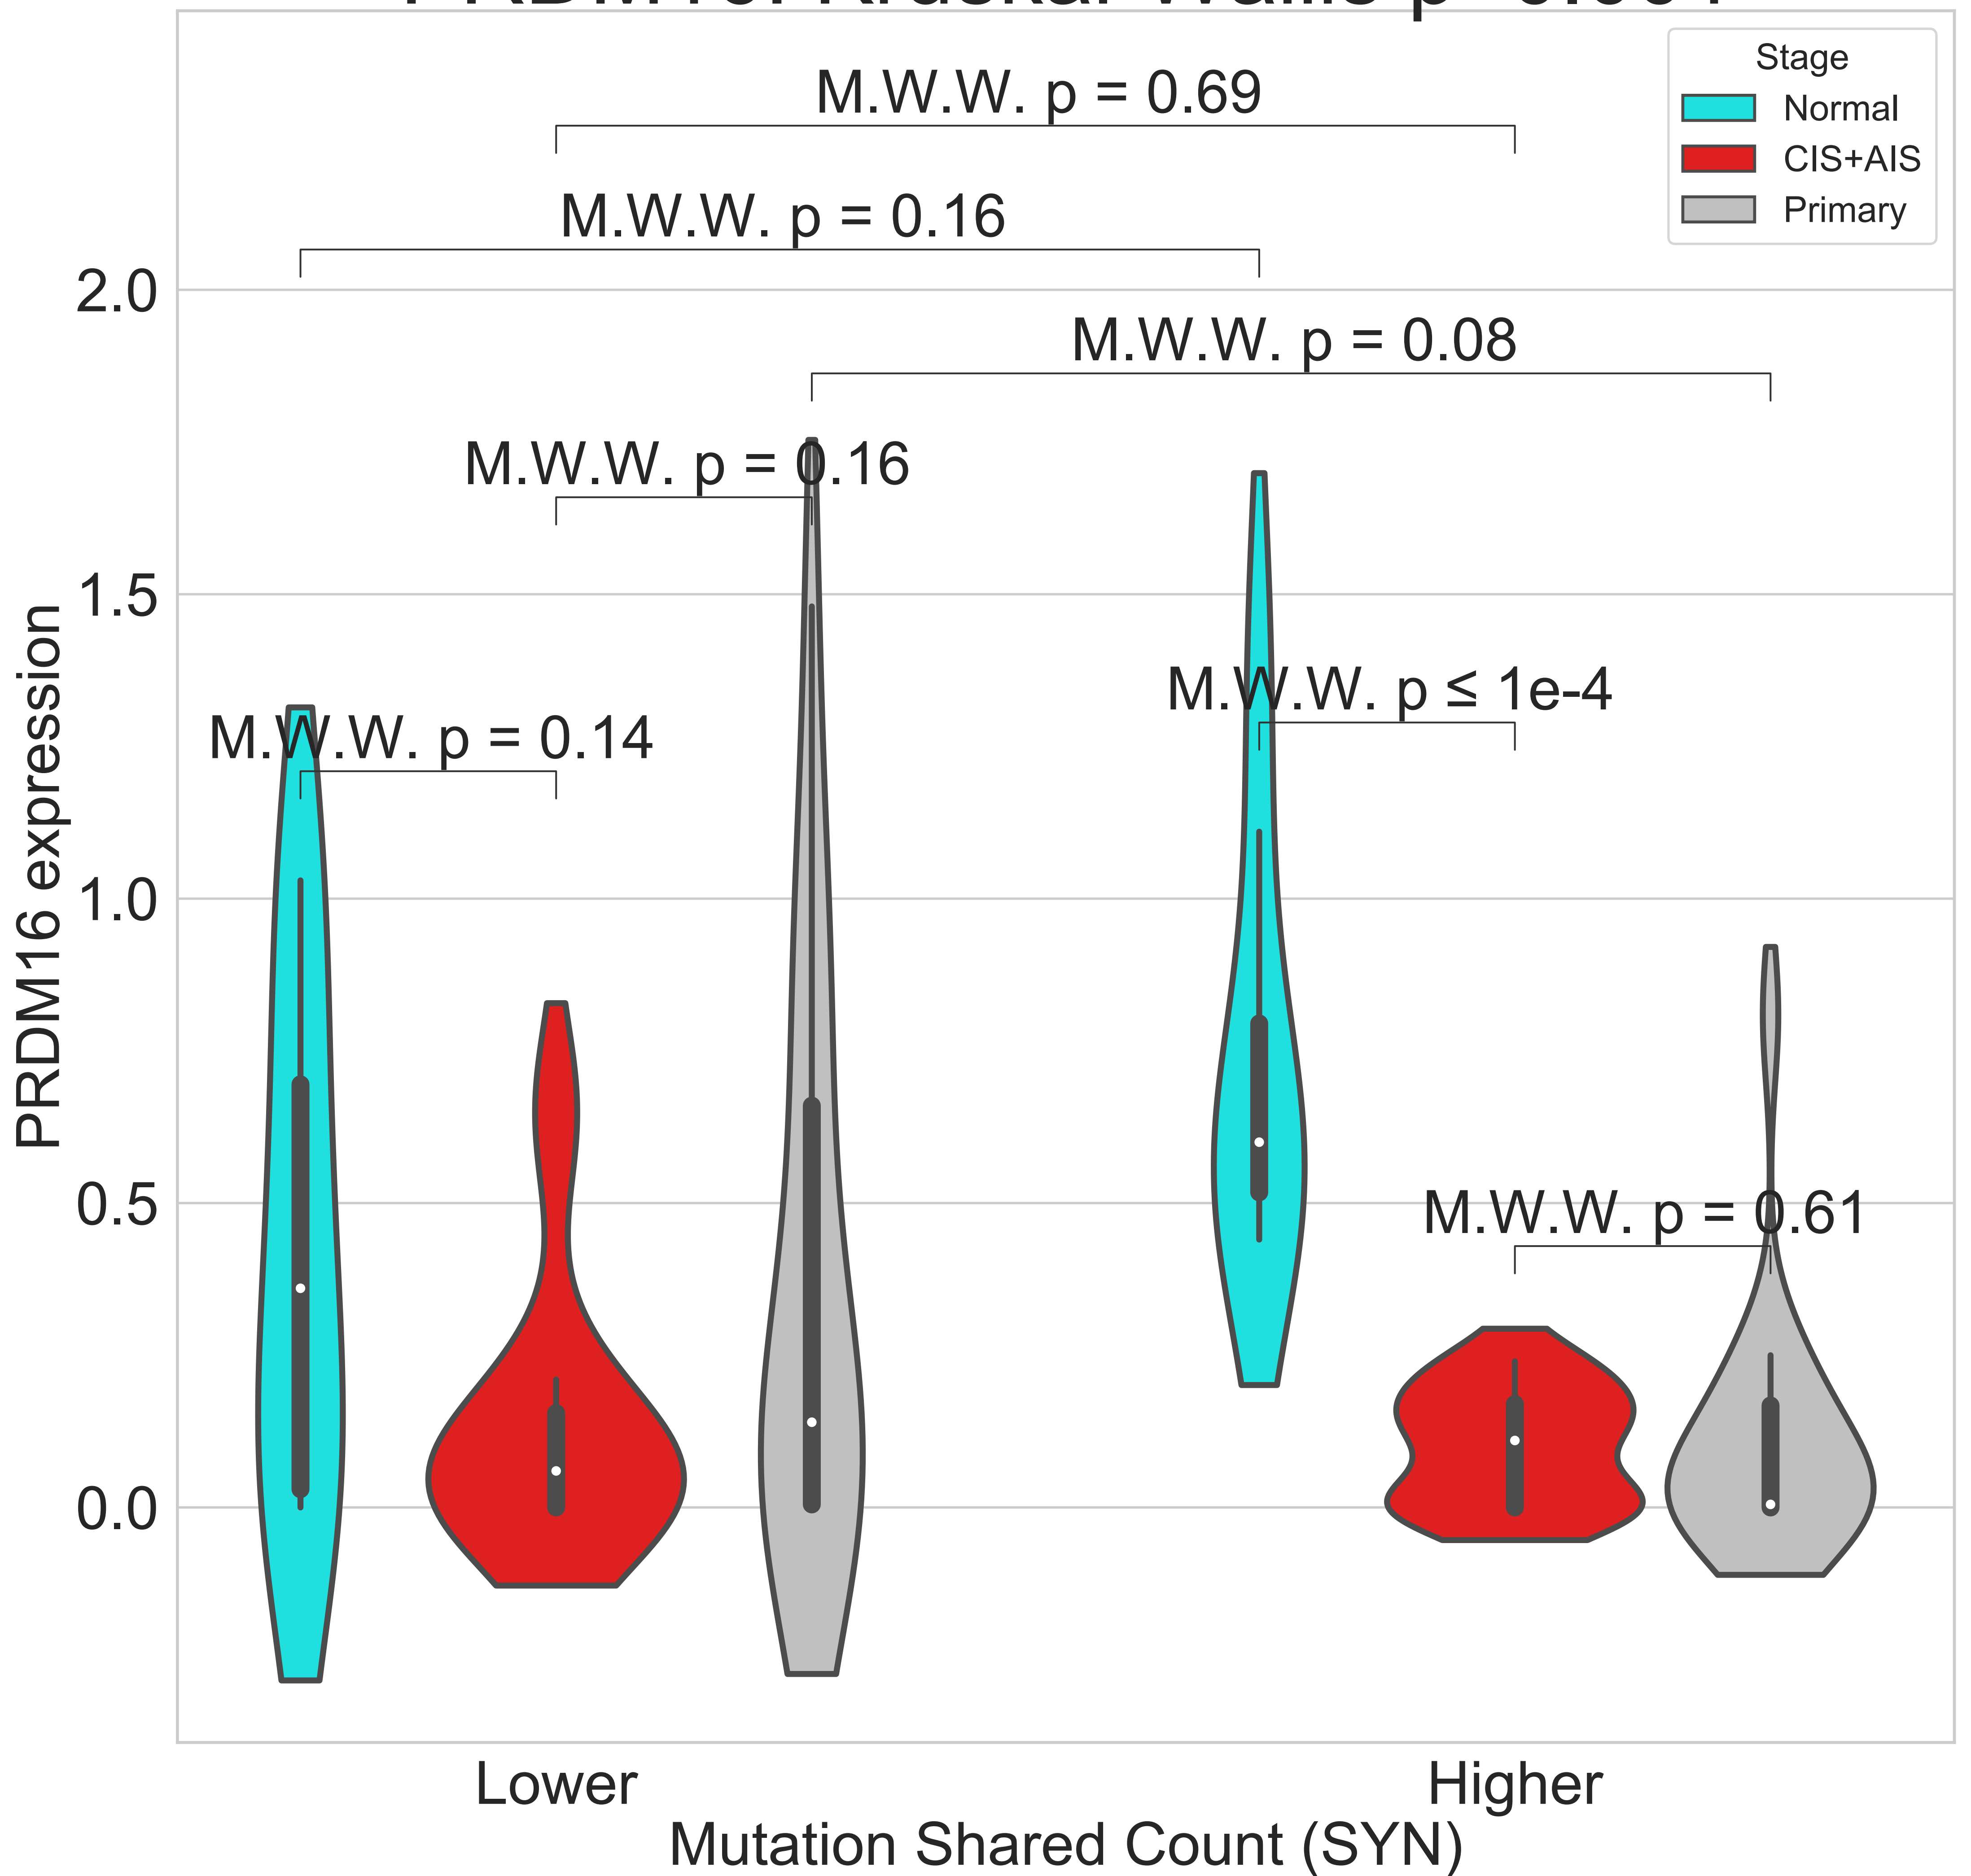 M.W.W. p = 0.69
Stage
Normal
CIS+AIS
Primary
M.W.W. p = 0.16
2.0
M.W.W. p = 0.08
M.W.W. p = 0.16
1.5
M.W.W. p ≤ 1e-4
M.W.W. p = 0.14
1.0
PRDM16 expression
0.5
M.W.W. p = 0.61
0.0
Lower
Higher
Mutation Shared Count (SYN)